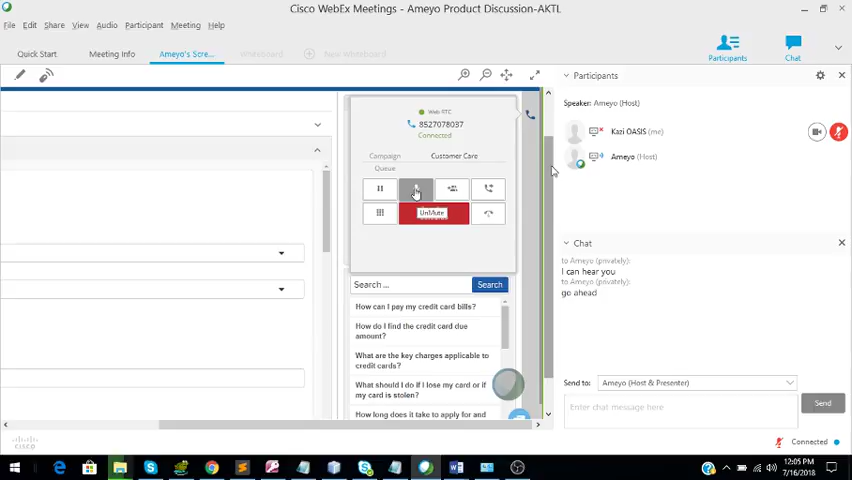 Cisco WebEx Meetings - Ameyo Product Discussion-AKTL
File Edit Share View Audio Participant Meeting Help
Quick Start Meeting Info Ameyo's Scre... Whiteboard New Whiteboard
Participants Chat
Web RTC
8527078037
Connected
Campaign Customer Care
Queue
UnMute
Search ... Search
How can I pay my credit card bills?
How do I find the credit card due
amount?
What are the key charges applicable to
credit cards?
What should I do if I lose my card or if
my card is stolen?
How long does it take to apply for and
Participants
Speaker: Ameyo (Host)
Kazi OASIS (me)
Ameyo (Host)
Chat
to Ameyo (privately):
I can hear you
to Ameyo (privately):
go ahead
Send to: Ameyo (Host & Presenter)
Enter chat message here
Send
CISCO
Connected
12:05 PM
7/16/2018